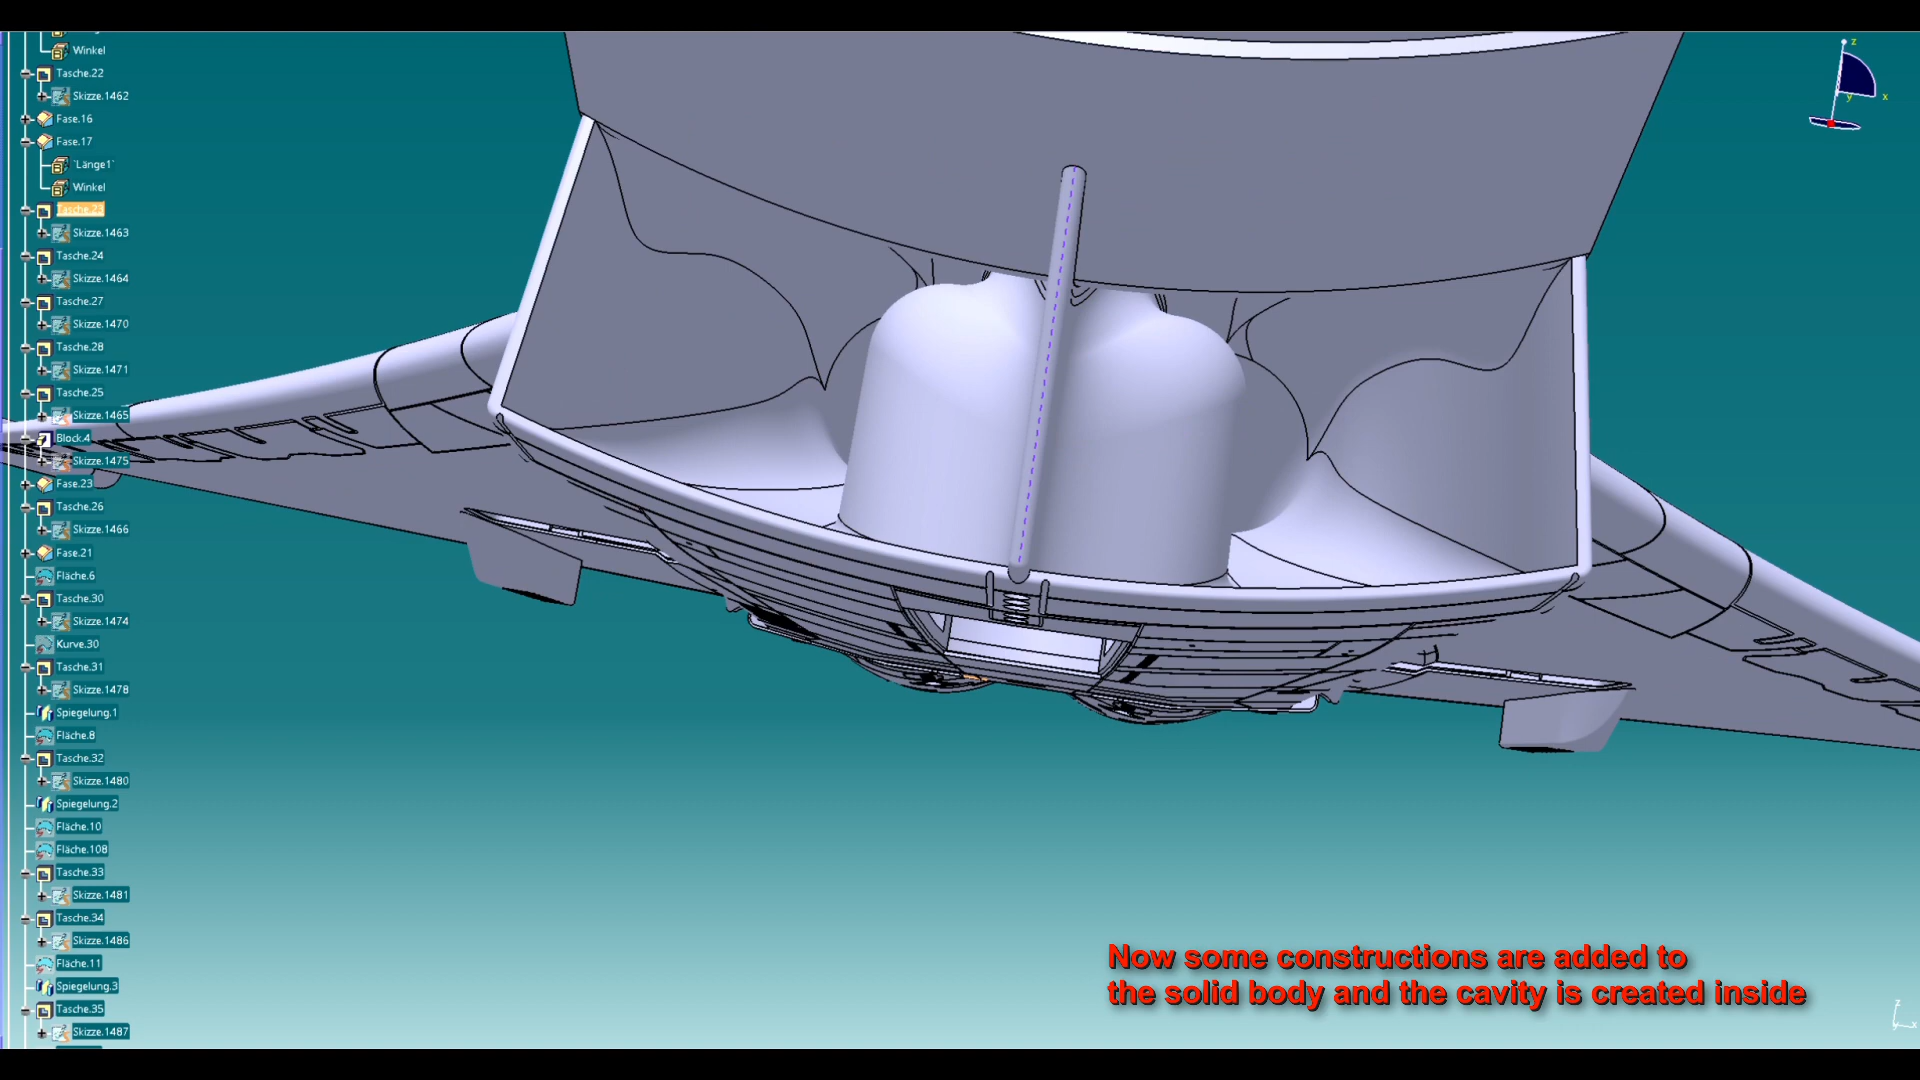 Winkel
Tasche.22
Skizze.1462
Fase.16
Fase.17
`Länge1`
Winkel
Tasche.23
Skizze.1463
Tasche.24
Skizze.1464
Tasche.27
Skizze.1470
Tasche.28
Skizze.1471
Tasche.25
Skizze.1465
Block.4
Skizze.1475
Fase.23
Tasche.26
Skizze.1466
Fase.21
Fläche.6
Tasche.30
Skizze.1474
Kurve.30
Tasche.31
Skizze.1478
Spiegelung.1
Fläche.8
Tasche.32
Skizze.1480
Spiegelung.2
Fläche.10
Fläche.108
Tasche.33
Skizze.1481
Tasche.34
Skizze.1486
Fläche.11
Spiegelung.3
Tasche.35
Skizze.1487
z
y
x
Now some constructions are added to
the solid body and the cavity is created inside
z
x